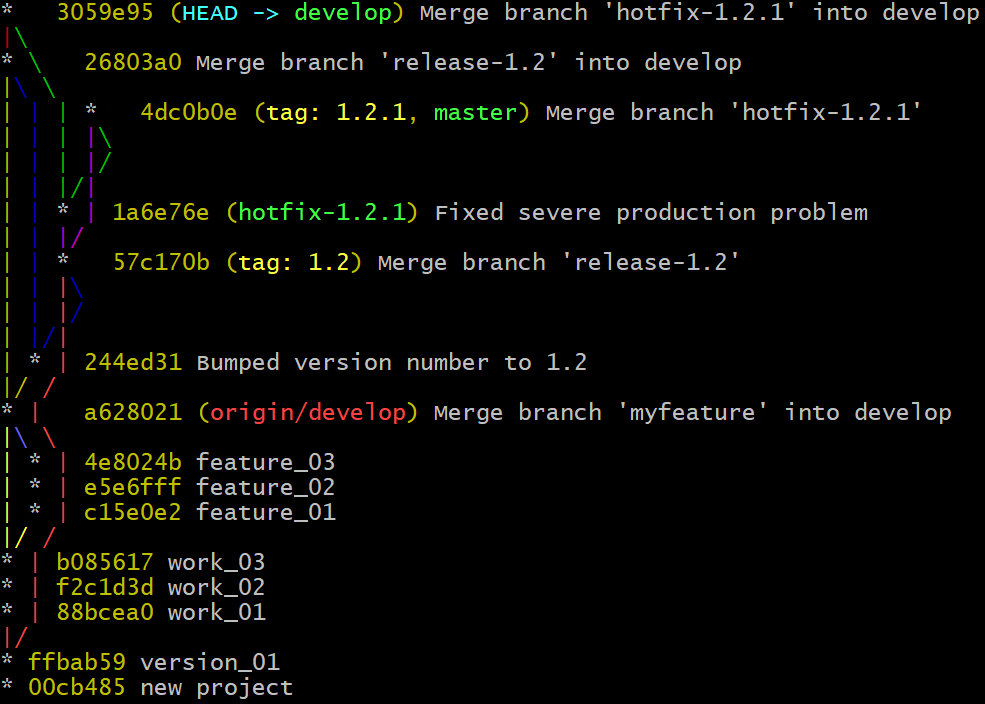 * 3059e95 (HEAD -> develop) Merge branch 'hotfix-1.2.1' into develop
|\
* \ 26803a0 Merge branch 'release-1.2' into develop
|\ \
| | | * 4dc0b0e (tag: 1.2.1, master) Merge branch 'hotfix-1.2.1'
| | | |\
| | | |/
| | |/|
| | * | 1a6e76e (hotfix-1.2.1) Fixed severe production problem
| | |/
| | * 57c170b (tag: 1.2) Merge branch 'release-1.2'
| | |\
| | |/
| |/|
| * | 244ed31 Bumped version number to 1.2
|/ /
* | a628021 (origin/develop) Merge branch 'myfeature' into develop
|\ \
| * | 4e8024b feature_03
| * | e5e6fff feature_02
| * | c15e0e2 feature_01
|/ /
* | b085617 work_03
* | f2c1d3d work_02
* | 88bcea0 work_01
|/
* ffbab59 version_01
* 00cb485 new project